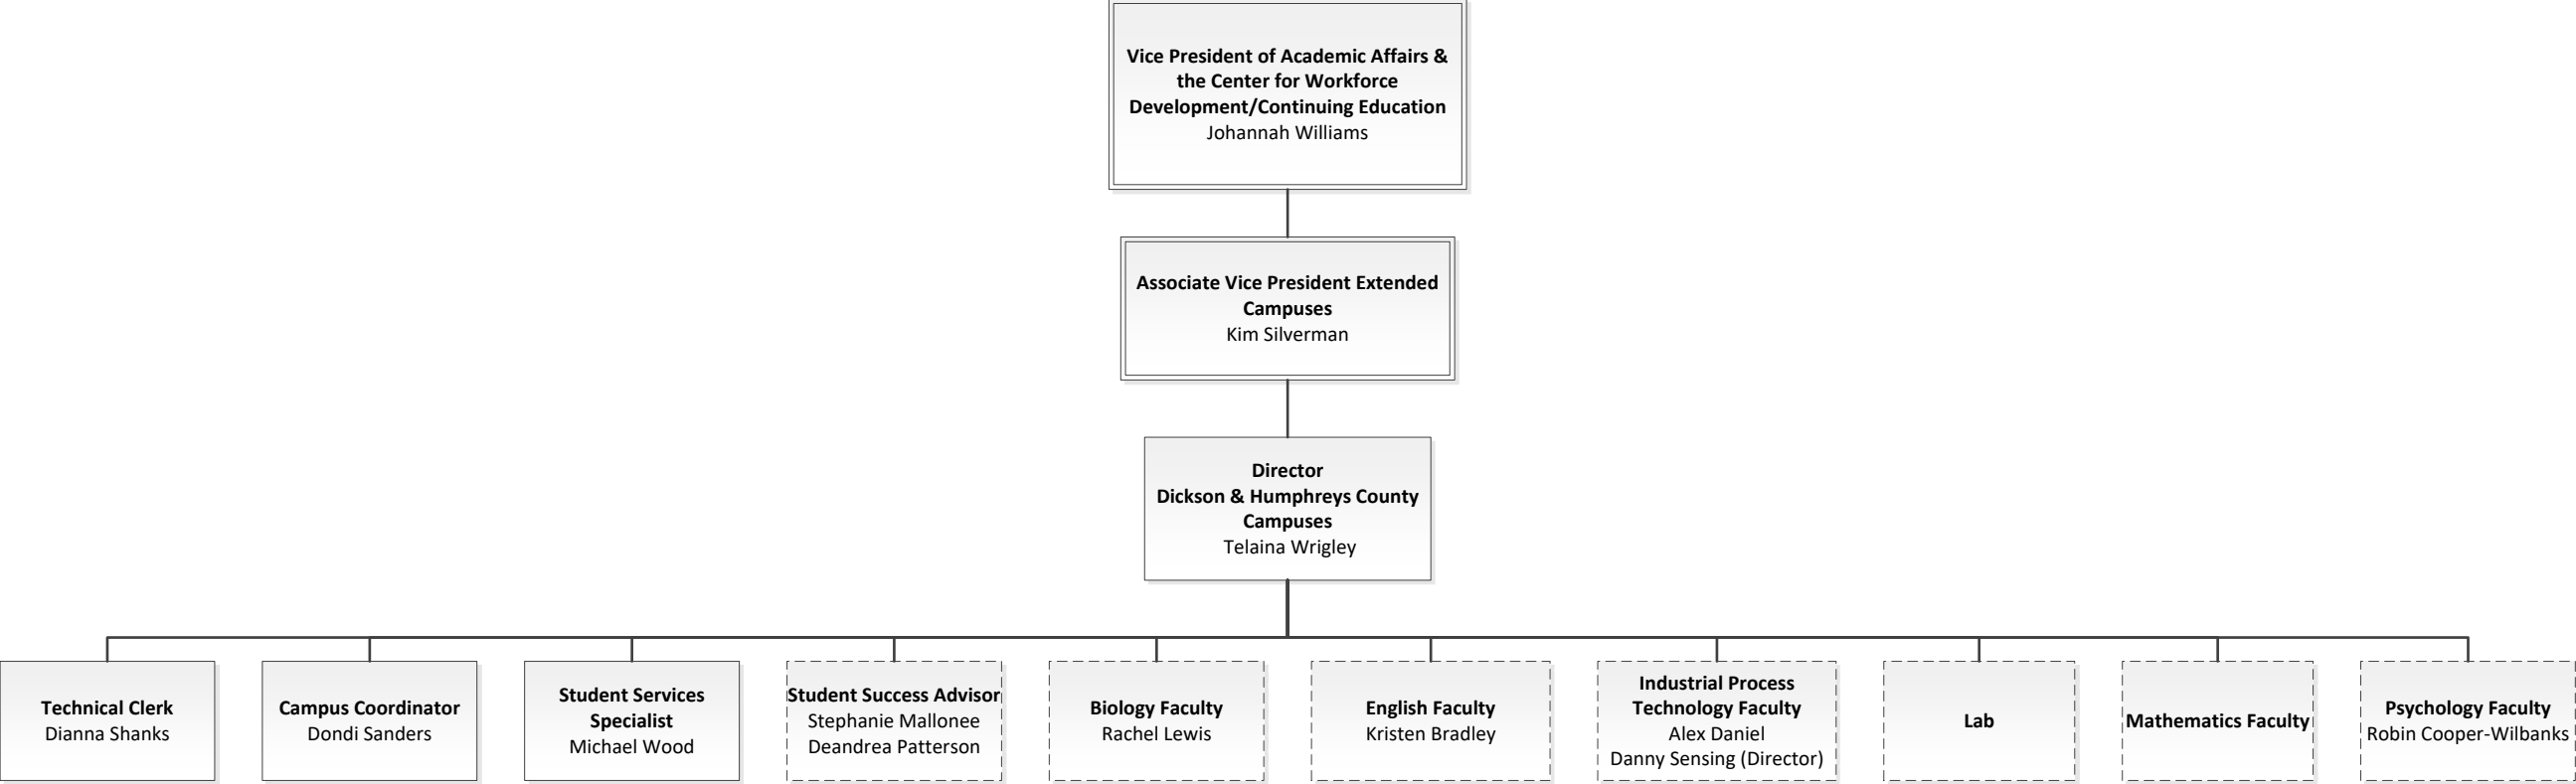 Vice President of Academic Affairs &
the Center for Workforce
Development/Continuing Education
Johannah Williams
Associate Vice President Extended
Campuses
Kim Silverman
Director
Dickson & Humphreys County
Campuses
Telaina Wrigley
Technical Clerk
Dianna Shanks
Campus Coordinator
Dondi Sanders
Student Services
Specialist
Michael Wood
Student Success Advisor
Stephanie Mallonee
Deandrea Patterson
Biology Faculty
Rachel Lewis
English Faculty
Kristen Bradley
Industrial Process
Technology Faculty
Alex Daniel
Danny Sensing (Director)
Lab
Mathematics Faculty
Psychology Faculty
Robin Cooper-Wilbanks